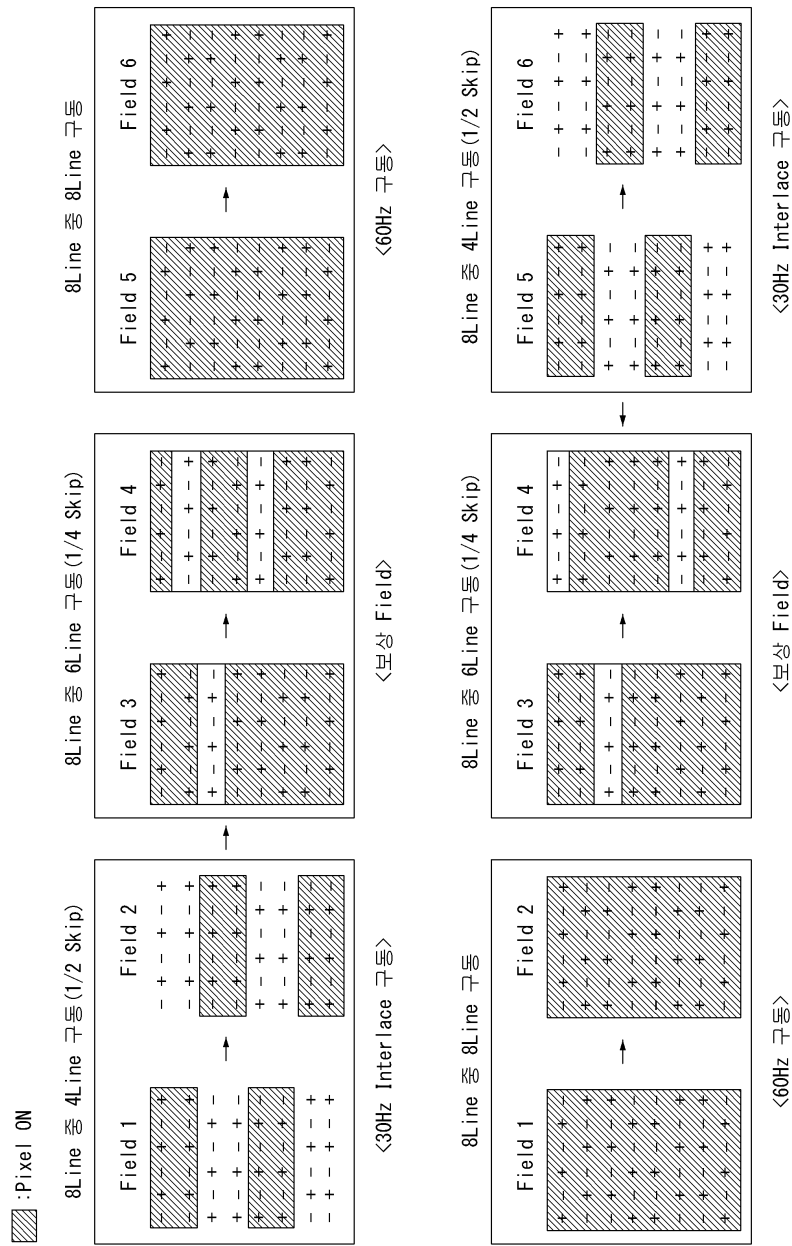 :Pixel ON
8Line 중 4Line 구동(1/2 Skip)
Field 1
Field 2
<30Hz Interlace 구동>
8Line 중 6Line 구동(1/4 Skip)
Field 3
Field 4
<보상 Field>
8Line 중 8Line 구동
Field 5
Field 6
<60Hz 구동>
8Line 중 8Line 구동
Field 1
Field 2
<60Hz 구동>
8Line 중 6Line 구동(1/4 Skip)
Field 3
Field 4
<보상 Field>
8Line 중 4Line 구동(1/2 Skip)
Field 5
Field 6
<30Hz Interlace 구동>